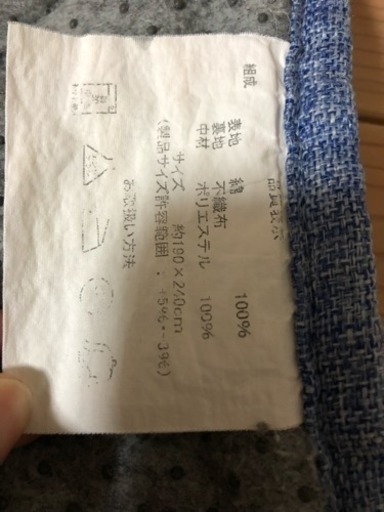 品質表示
組成
表地 綿 100%
裏地 不織布
中材 ポリエステル 100%
サイズ 約190×240cm
(製品サイズ許容範囲：+5%～-3%)
お取扱い方法